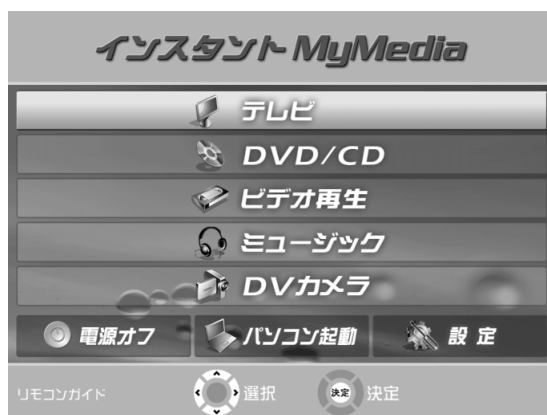 インスタント MyMedia
テレビ
DVD/CD
ビデオ再生
ミュージック
DVカメラ
電源オフ パソコン起動 設 定
リモコンガイド 選択 決定 決定